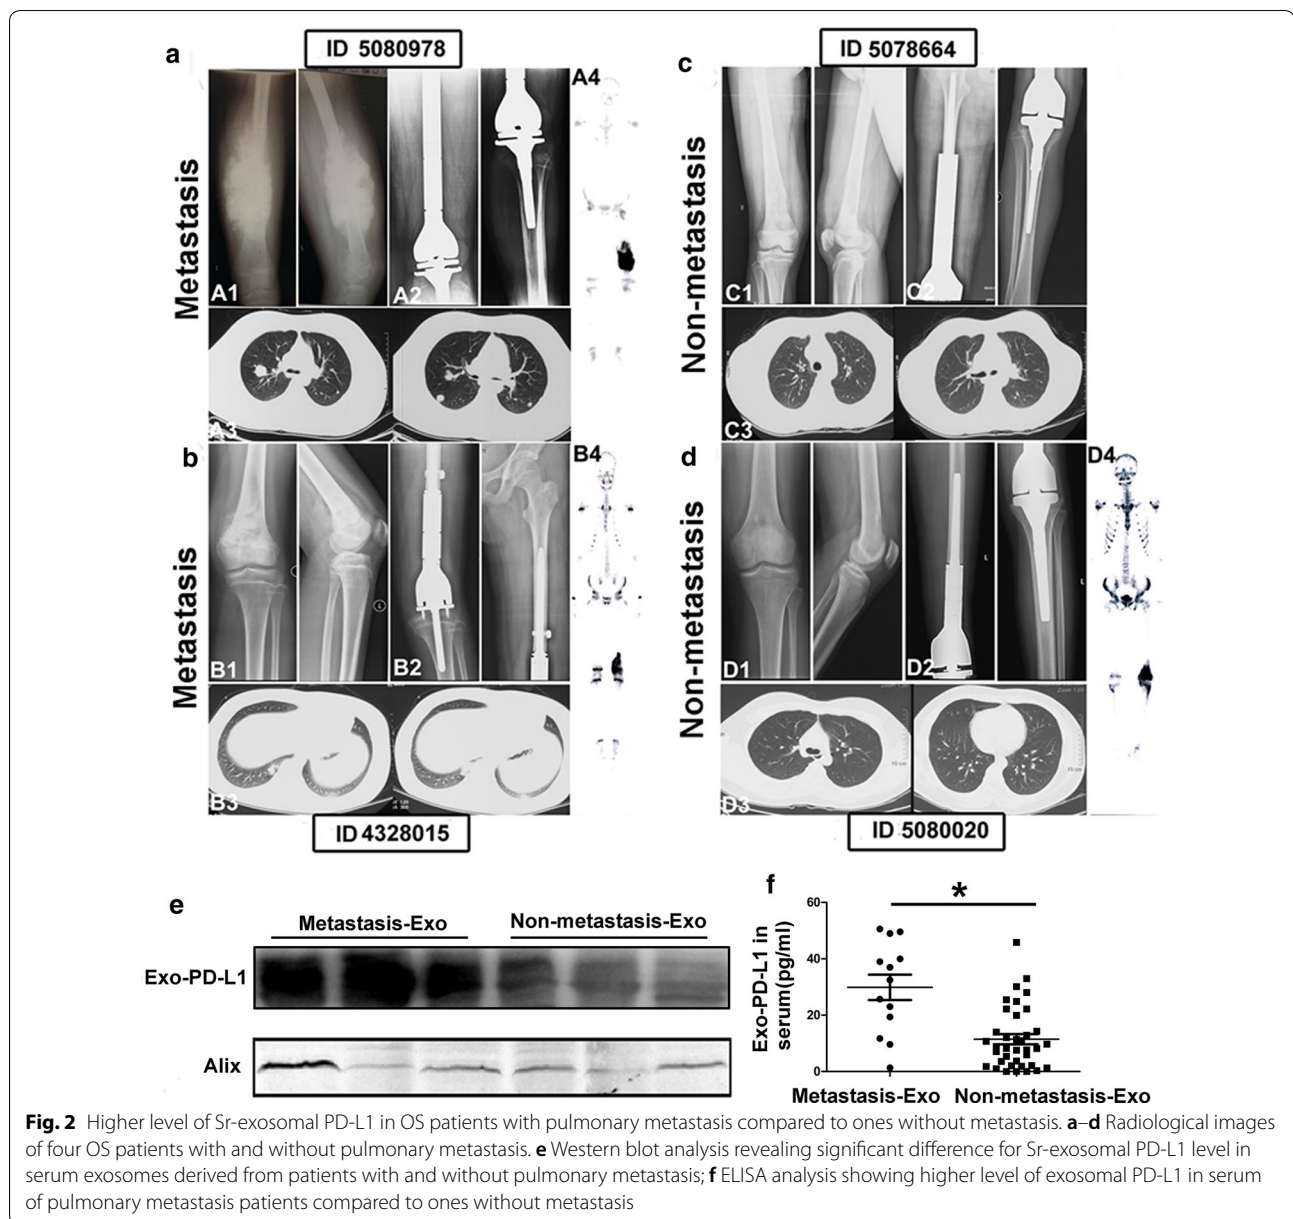 ID 5080978
ID 5078664
a
A4
c
Metastasis
Non-metastasis
A1
A2
C1
C2
A3
C3
b
B4
d
D4
Metastasis
Non-metastasis
L
L
B1
B2
D1
D2
B3
D3
ID 4328015
ID 5080020
e
Metastasis-Exo
Non-metastasis-Exo
Exo-PD-L1
Alix
f
*
Exo-PD-L1 in
serum(pg/ml)
60
40
20
0
Metastasis-Exo
Non-metastasis-Exo
Fig. 2 Higher level of Sr-exosomal PD-L1 in OS patients with pulmonary metastasis compared to ones without metastasis. a–d Radiological images
of four OS patients with and without pulmonary metastasis. e Western blot analysis revealing significant difference for Sr-exosomal PD-L1 level in
serum exosomes derived from patients with and without pulmonary metastasis; f ELISA analysis showing higher level of exosomal PD-L1 in serum
of pulmonary metastasis patients compared to ones without metastasis